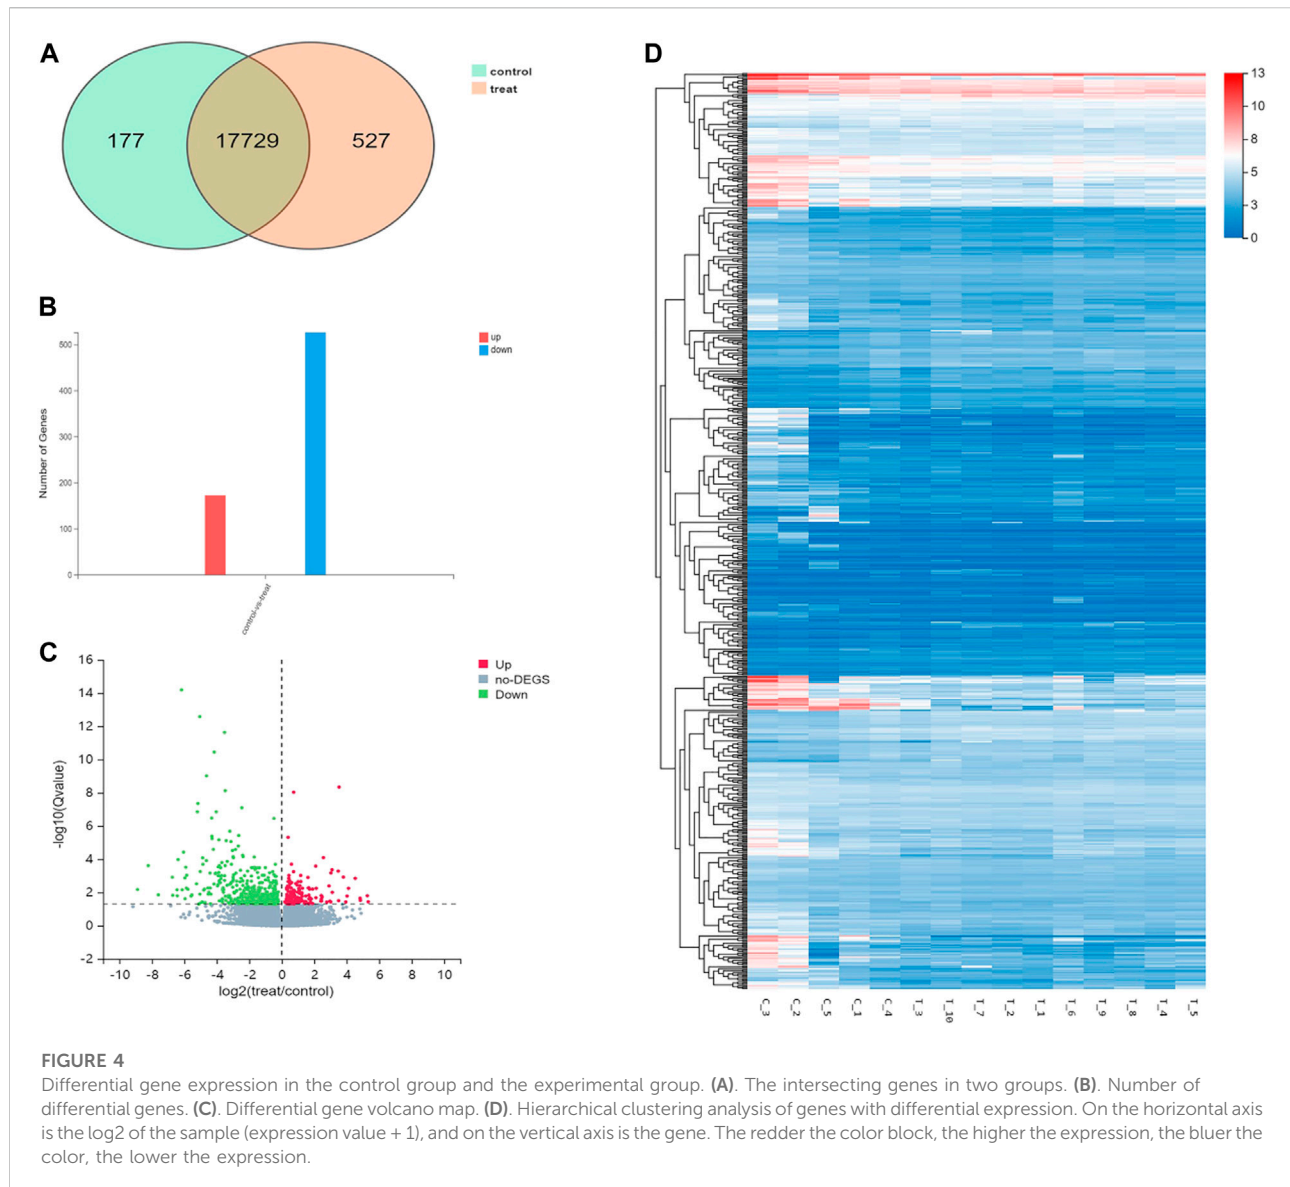 A
control
treat
177
17729
527
B
up
down
500
400
300
200
100
0
Number of Genes
control-vs-treat
C
Up
no-DEGS
Down
16
14
12
10
8
6
4
2
0
-2
-log10(Qvalue)
-10
-8
-6
-4
-2
0
2
4
6
8
10
log2(treat/control)
D
13
10
8
5
3
0
C_3
C_2
C_5
C_1
C_4
T_3
T_10
T_7
T_2
T_1
T_6
T_9
T_8
T_4
T_5
FIGURE 4
Differential gene expression in the control group and the experimental group. (A). The intersecting genes in two groups. (B). Number of
differential genes. (C). Differential gene volcano map. (D). Hierarchical clustering analysis of genes with differential expression. On the horizontal axis
is the log2 of the sample (expression value + 1), and on the vertical axis is the gene. The redder the color block, the higher the expression, the bluer the
color, the lower the expression.